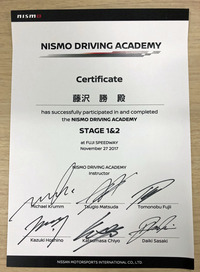 nismo
NISMO DRIVING ACADEMY
Certificate
藤沢 勝 殿
has successfully participated in and completed
the NISMO DRIVING ACADEMY
STAGE 1&2
at FUJI SPEEDWAY
November 27 2017
NISMO DRIVING ACADEMY
Instructor
Michael Krumm Tsugio Matsuda Tomonobu Fujii
Kazuki Hoshino Katsumasa Chiyo Daiki Sasaki
NISSAN MOTORSPORTS INTERNATIONAL CO., LTD.